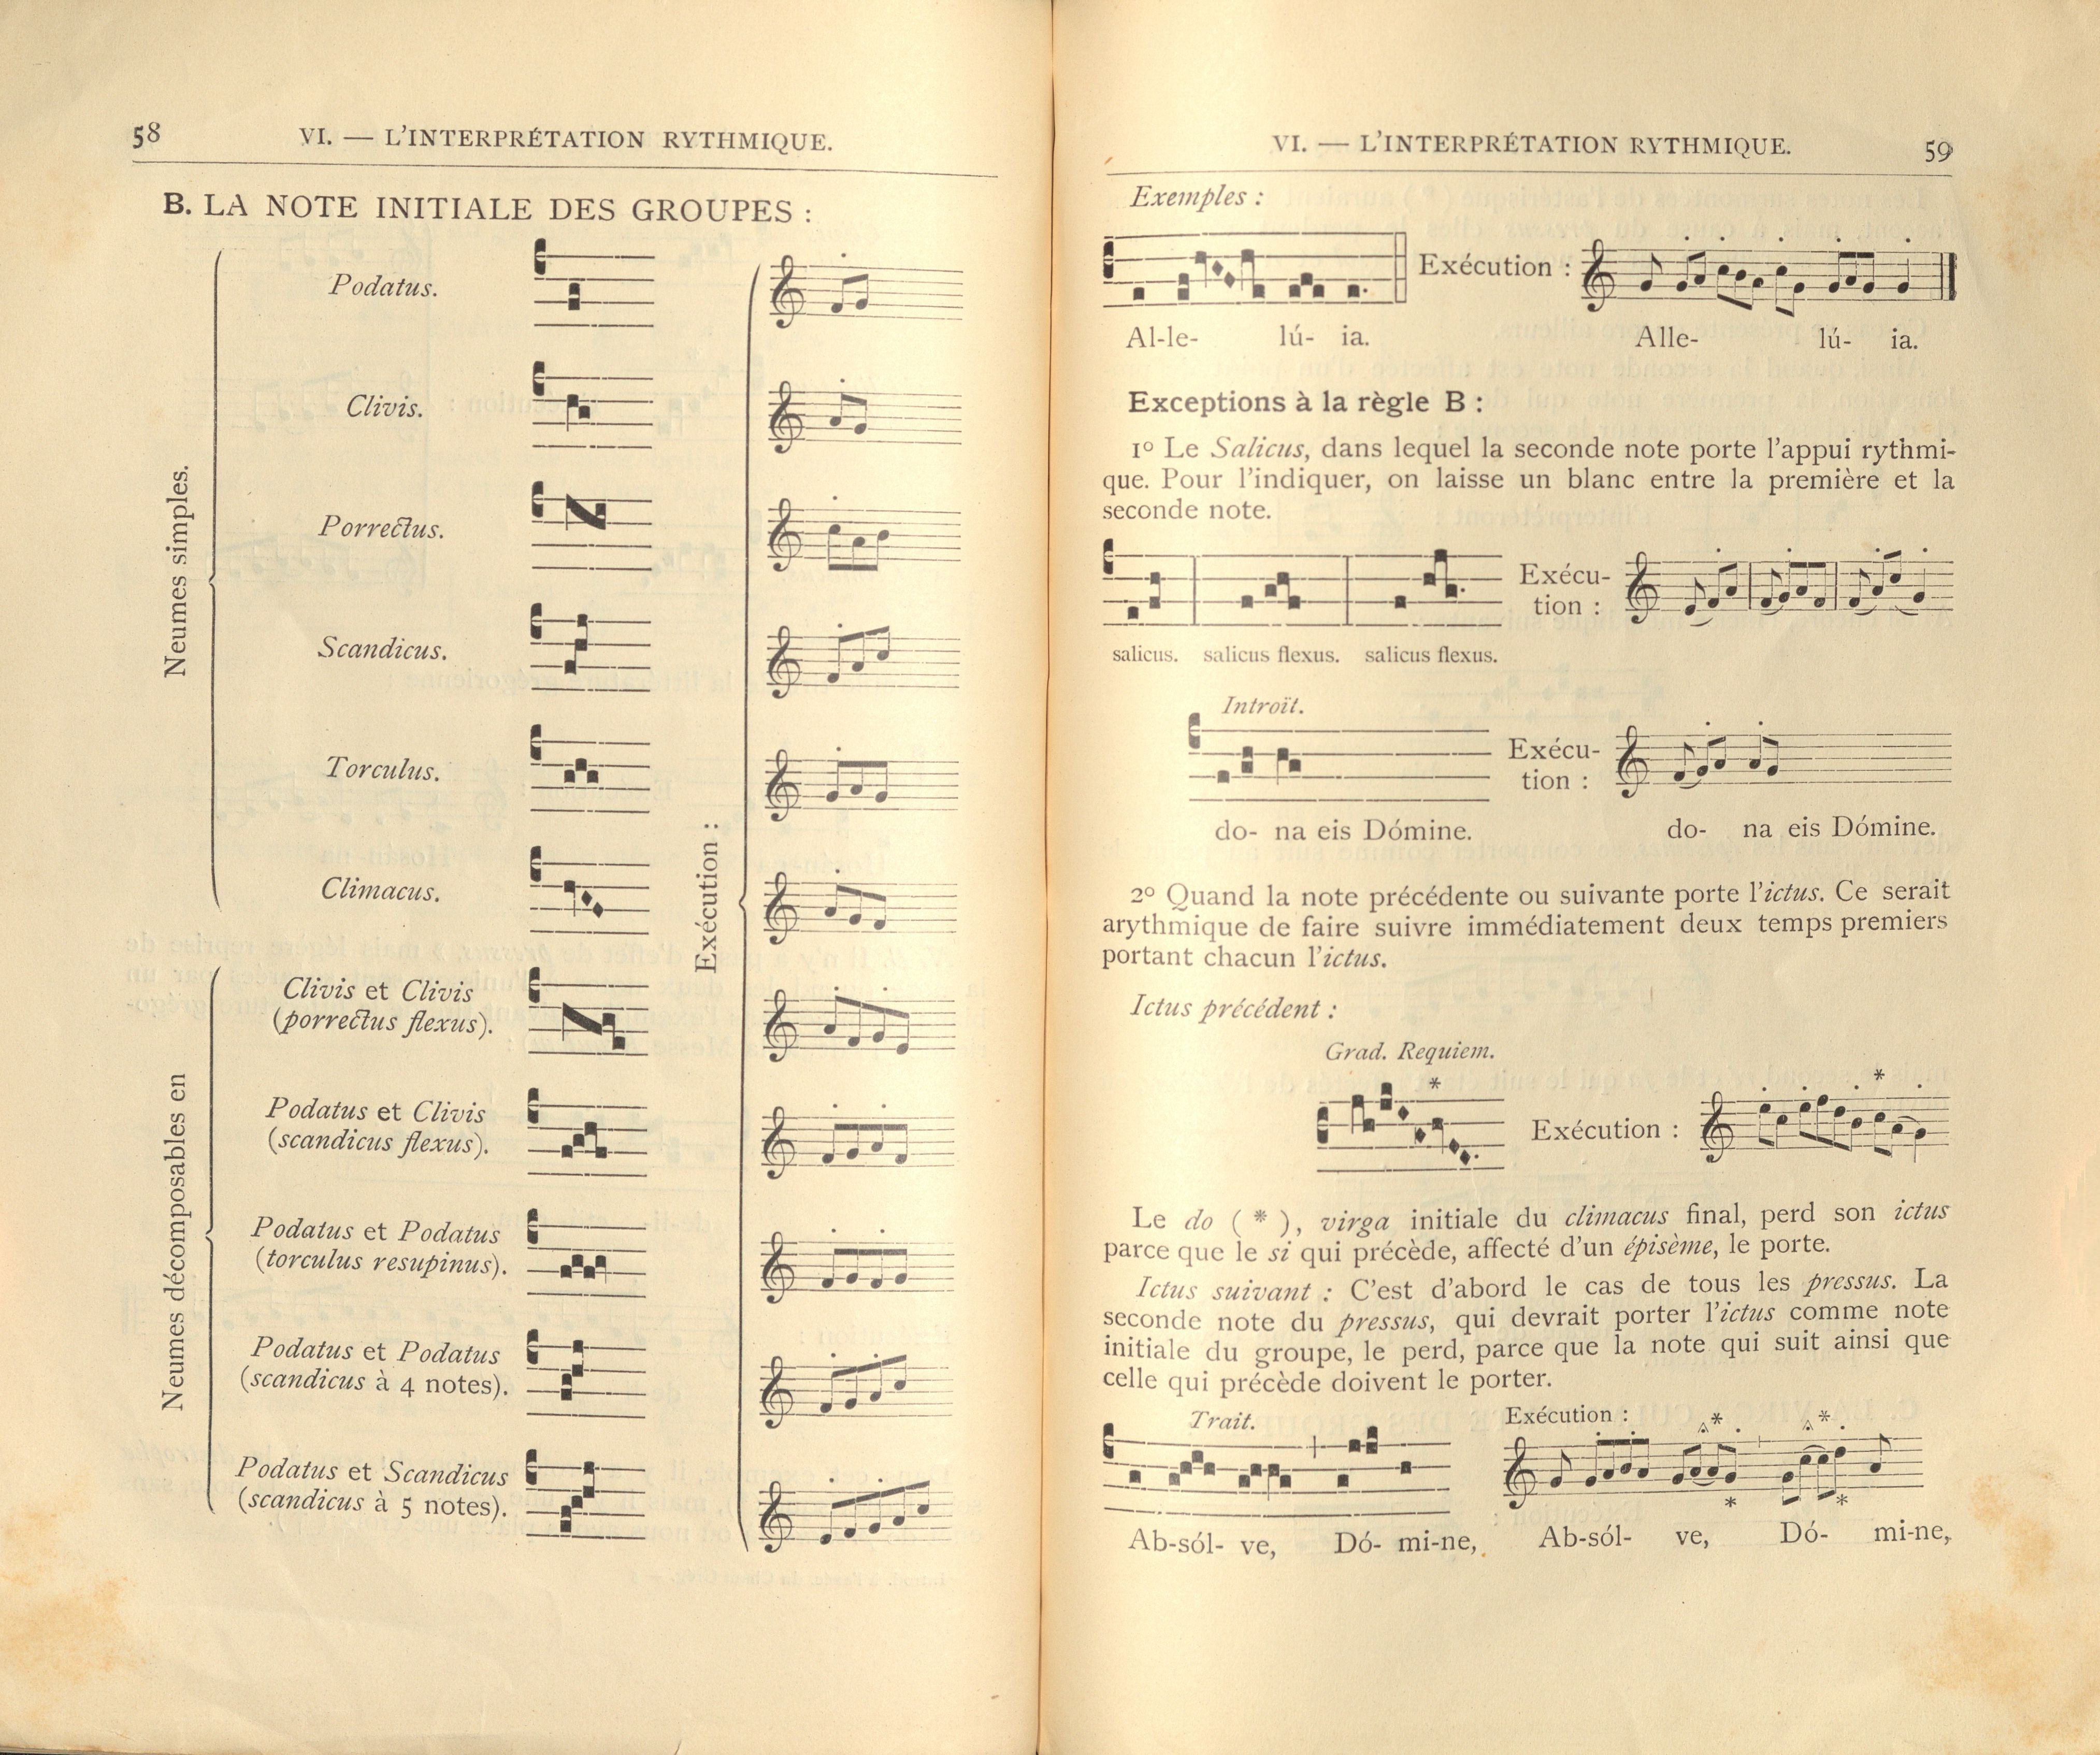 58 VI. — L'INTERPRÉTATION RYTHMIQUE.
B. LA NOTE INITIALE DES GROUPES :
Neumes simples.
Podatus.
Clivis.
Porrectus.
Scandicus.
Torculus.
Climacus.
Neumes décomposables en
Clivis et Clivis
(porrectus flexus).
Podatus et Clivis
(scandicus flexus).
Podatus et Podatus
(torculus resupinus).
Podatus et Podatus
(scandicus à 4 notes).
Podatus et Scandicus
(scandicus à 5 notes).
Exécution :
VI. — L'INTERPRÉTATION RYTHMIQUE. 59
Exemples :
Exécution :
Al-le- lú- ia. Alle- lú- ia.
Exceptions à la règle B :
1º Le Salicus, dans lequel la seconde note porte l'appui rythmi-
que. Pour l'indiquer, on laisse un blanc entre la première et la
seconde note.
Exécu-
tion :
salicus. salicus flexus. salicus flexus.
Introït.
Exécu-
tion :
do- na eis Dómine. do- na eis Dómine.
2º Quand la note précédente ou suivante porte l'ictus. Ce serait
arythmique de faire suivre immédiatement deux temps premiers
portant chacun l'ictus.
Ictus précédent :
Grad. Requiem.
* *
Exécution :
Le do ( * ), virga initiale du climacus final, perd son ictus
parce que le si qui précède, affecté d'un épisème, le porte.
Ictus suivant : C'est d'abord le cas de tous les pressus. La
seconde note du pressus, qui devrait porter l'ictus comme note
initiale du groupe, le perd, parce que la note qui suit ainsi que
celle qui précède doivent le porter.
Trait. Exécution : * *
* *
Ab-sól- ve, Dó- mi-ne, Ab-sól- ve, Dó- mi-ne,